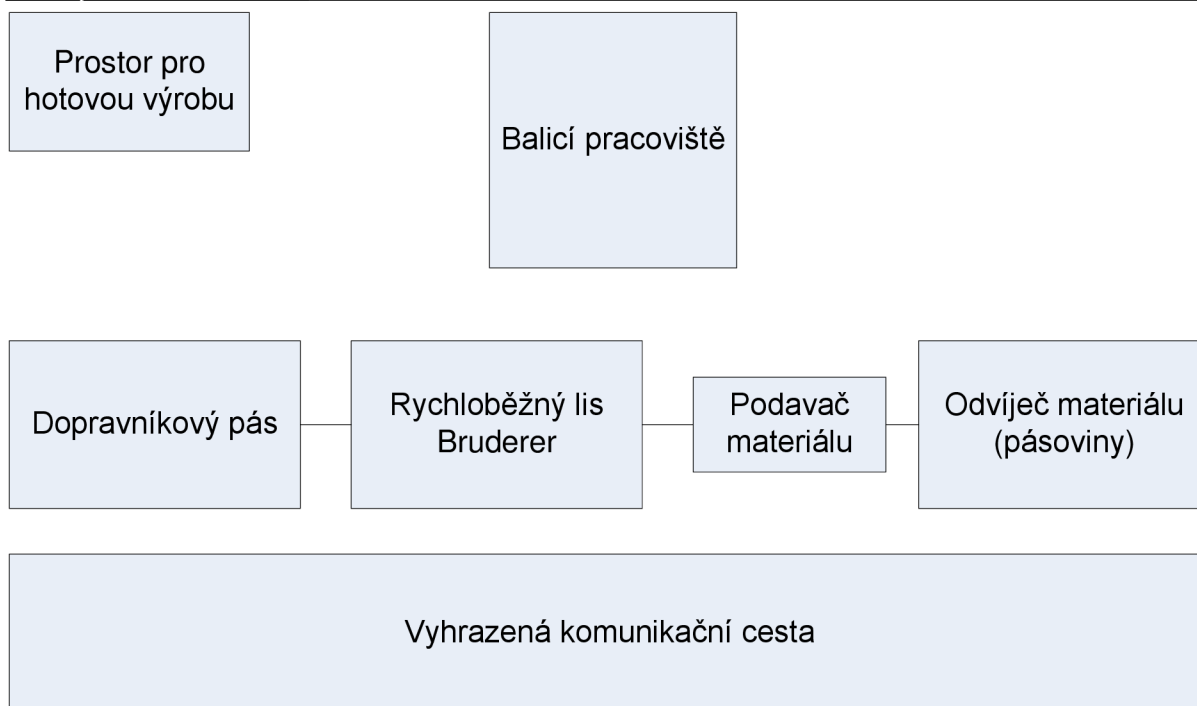 Prostor pro
hotovou výrobu
Balicí pracoviště
Dopravníkový pás
Rychloběžný lis
Bruderer
Podavač
materiálu
Odvíječ materiálu
(pásoviny)
Vyhrazená komunikační cesta